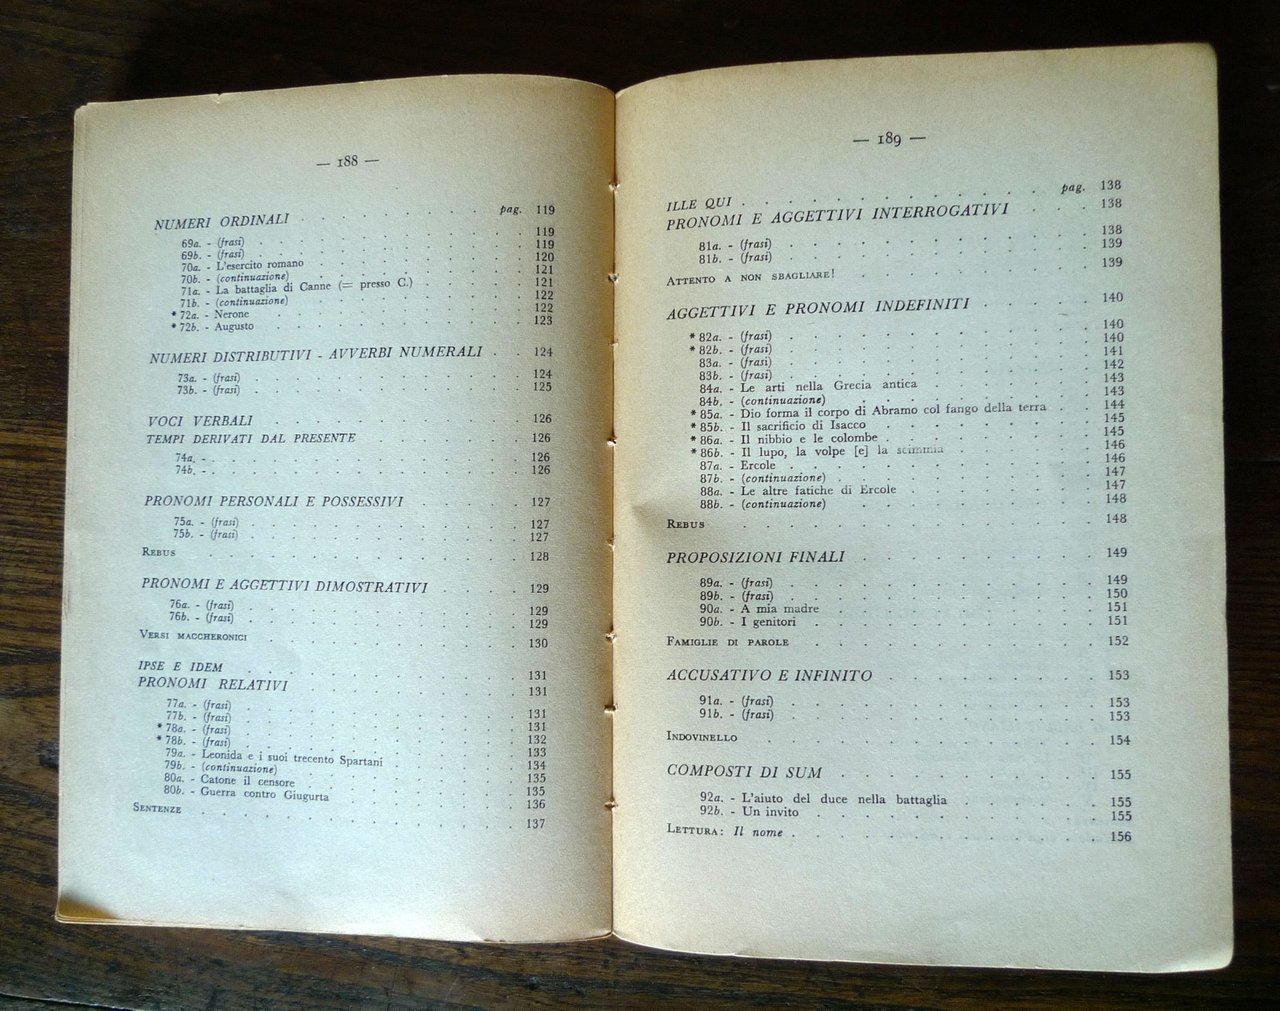 — 188 —
NUMERI ORDINALI . . . . . . . pag. 119
69a. - (frasi) . . . . . . . 119
69b. - (frasi) . . . . . . . 119
70a. - L'esercito romano . . . . . . . 120
70b. - (continuazione) . . . . . . . 121
71a. - La battaglia di Canne (= presso C.) . . . . 121
71b. - (continuazione) . . . . . . . 122
* 72a. - Nerone . . . . . . . 122
* 72b. - Augusto . . . . . . . 123
NUMERI DISTRIBUTIVI - AVVERBI NUMERALI . . 124
73a. - (frasi) . . . . . . . 124
73b. - (frasi) . . . . . . . 125
VOCI VERBALI . . . . . . . 126
TEMPI DERIVATI DAL PRESENTE . . . . . . 126
74a. - . . . . . . . 126
74b. - . . . . . . . 126
PRONOMI PERSONALI E POSSESSIVI . . . . 127
75a. - (frasi) . . . . . . . 127
75b. - (frasi) . . . . . . . 127
REBUS . . . . . . . 128
PRONOMI E AGGETTIVI DIMOSTRATIVI . . . 129
76a. - (frasi) . . . . . . . 129
76b. - (frasi) . . . . . . . 129
VERSI MACCHERONICI . . . . . . . 130
IPSE E IDEM . . . . . . . 131
PRONOMI RELATIVI . . . . . . . 131
77a. - (frasi) . . . . . . . 131
77b. - (frasi) . . . . . . . 131
* 78a. - (frasi) . . . . . . . 132
* 78b. - (frasi) . . . . . . . 133
79a. - Leonida e i suoi trecento Spartani . . . . 134
79b. - (continuazione) . . . . . . . 135
80a. - Catone il censore . . . . . . . 135
80b. - Guerra contro Giugurta . . . . . . 136
SENTENZE . . . . . . . 137
— 189 —
ILLE QUI . . . . . . . pag. 138
PRONOMI E AGGETTIVI INTERROGATIVI . . . 138
81a. - (frasi) . . . . . . . 138
81b. - (frasi) . . . . . . . 139
ATTENTO A NON SBAGLIARE! . . . . . . . 139
AGGETTIVI E PRONOMI INDEFINITI . . . . 140
* 82a. - (frasi) . . . . . . . 140
* 82b. - (frasi) . . . . . . . 140
83a. - (frasi) . . . . . . . 141
83b. - (frasi) . . . . . . . 142
84a. - Le arti nella Grecia antica . . . . . . 143
84b. - (continuazione) . . . . . . . 143
* 85a. - Dio forma il corpo di Abramo col fango della terra . . 144
* 85b. - Il sacrificio di Isacco . . . . . . . 145
* 86a. - Il nibbio e le colombe . . . . . . . 145
* 86b. - Il lupo, la volpe [e] la scimmia . . . . . 146
87a. - Ercole . . . . . . . 146
87b. - (continuazione) . . . . . . . 147
88a. - Le altre fatiche di Ercole . . . . . . 147
88b. - (continuazione) . . . . . . . 148
REBUS . . . . . . . 148
PROPOSIZIONI FINALI . . . . . . . 149
89a. - (frasi) . . . . . . . 149
89b. - (frasi) . . . . . . . 150
90a. - A mia madre . . . . . . . 151
90b. - I genitori . . . . . . . 151
FAMIGLIE DI PAROLE . . . . . . . 152
ACCUSATIVO E INFINITO . . . . . . . 153
91a. - (frasi) . . . . . . . 153
91b. - (frasi) . . . . . . . 153
INDOVINELLO . . . . . . . 154
COMPOSTI DI SUM . . . . . . . 155
92a. - L'aiuto del duce nella battaglia . . . . . 155
92b. - Un invito . . . . . . . 155
LETTURA: Il nome . . . . . . . 156